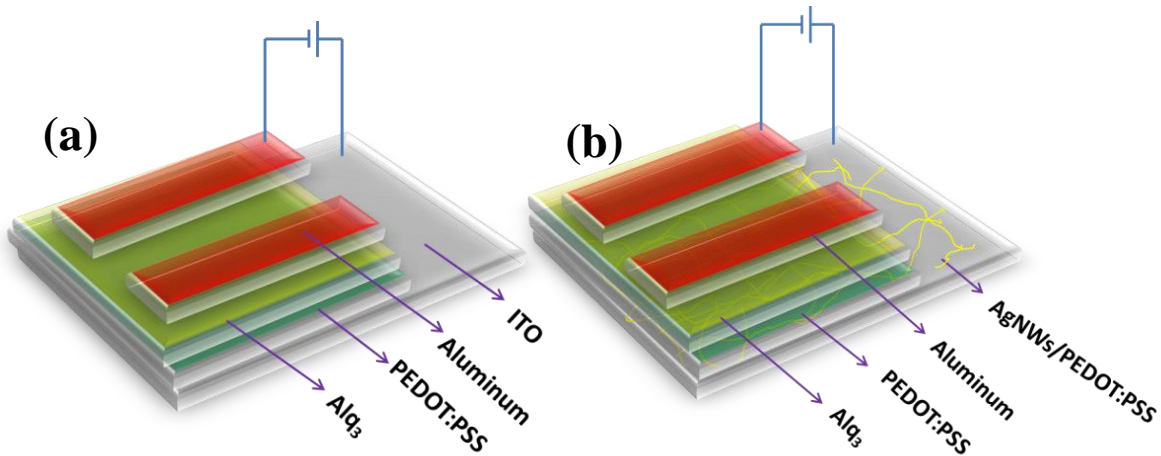 (a)
ITO
Aluminum
PEDOT:PSS
Alq₃
(b)
AgNWs/PEDOT:PSS
Aluminum
PEDOT:PSS
Alq₃